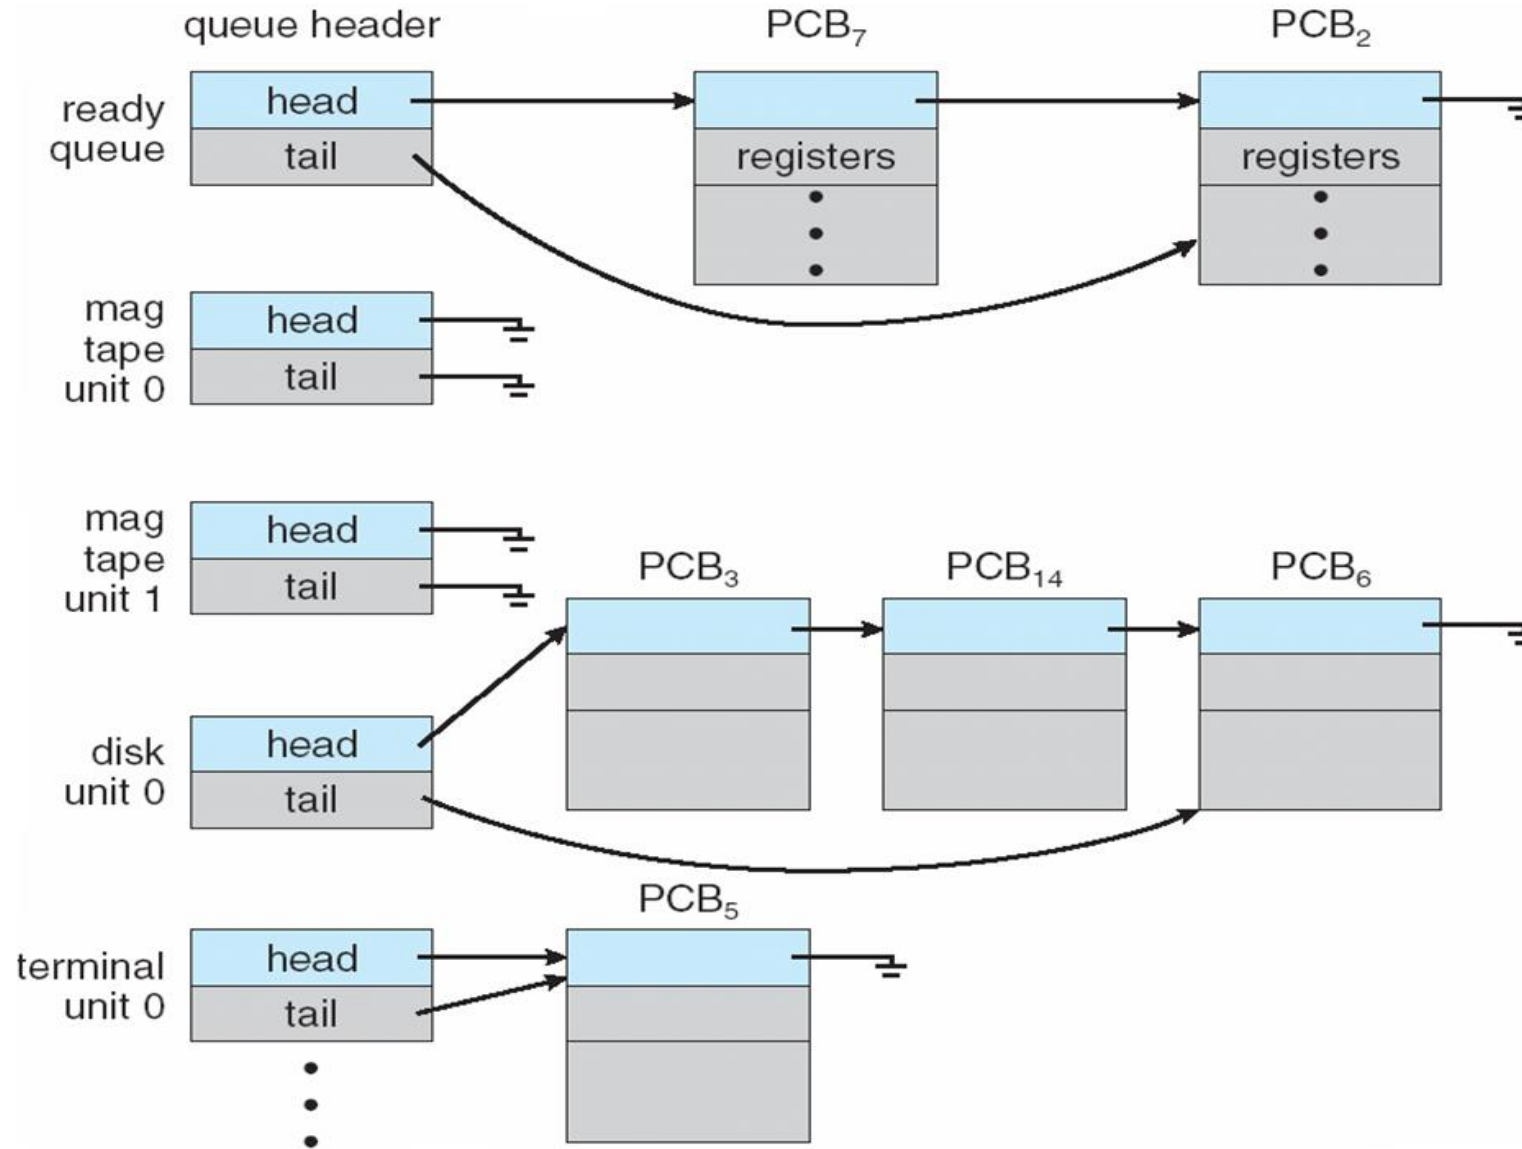 queue header
PCB₇
PCB₂
ready
queue
head
tail
registers
registers
mag
tape
unit 0
head
tail
mag
tape
unit 1
head
tail
PCB₃
PCB₁₄
PCB₆
disk
unit 0
head
tail
PCB₅
terminal
unit 0
head
tail